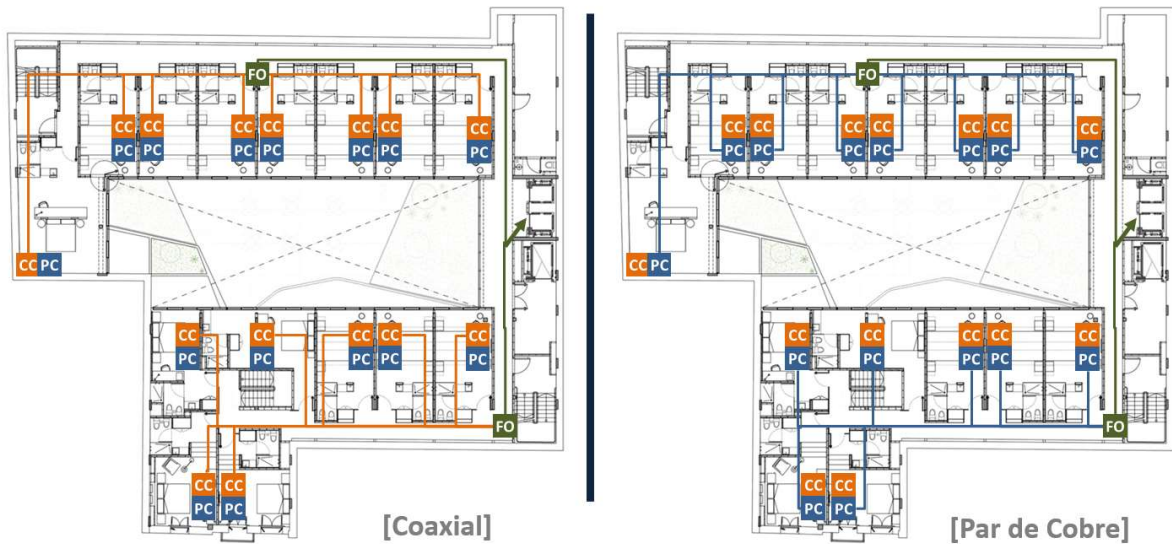 FO
CC CC CC CC CC CC CC
PC PC PC PC PC PC PC
CC PC
CC CC CC CC CC
PC PC PC PC PC
FO
CC CC
PC PC
[Coaxial]
FO
CC CC CC CC CC CC CC
PC PC PC PC PC PC PC
CC PC
CC CC CC CC CC
PC PC PC PC PC
FO
CC CC
PC PC
[Par de Cobre]